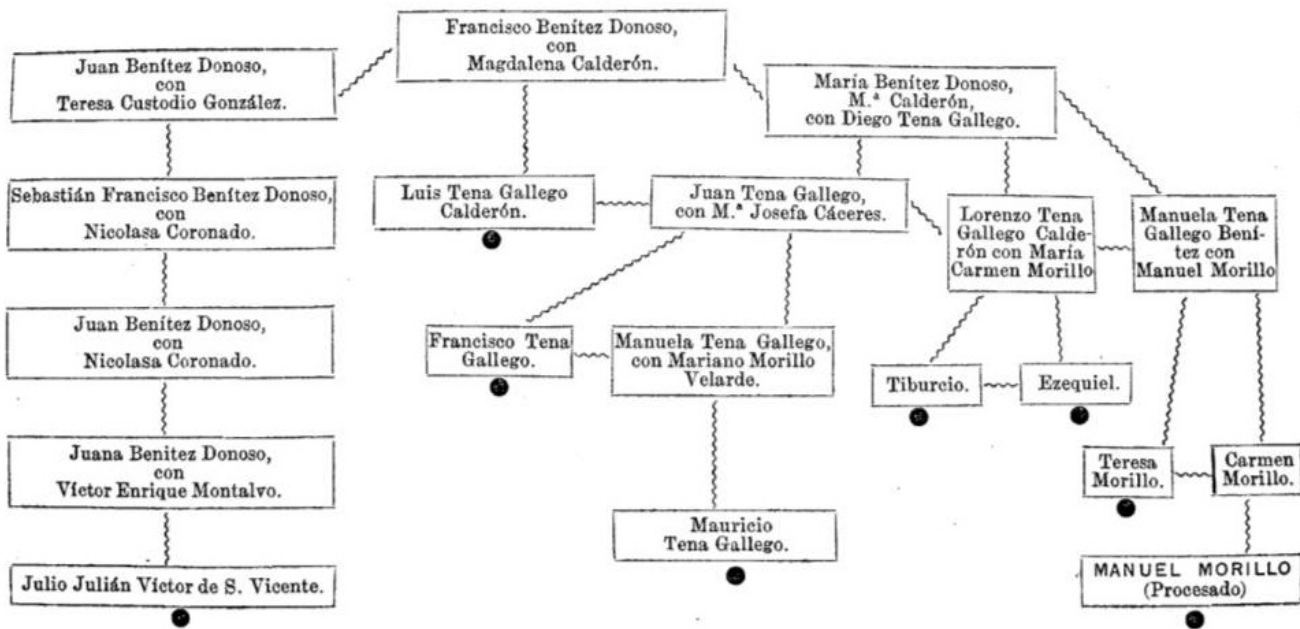 Francisco Benítez Donoso,
con
Magdalena Calderón.
Juan Benítez Donoso,
con
Teresa Custodio González.
María Benítez Donoso,
M.ª Calderón,
con Diego Tena Gallego.
Sebastián Francisco Benítez Donoso,
con
Nicolasa Coronado.
Luis Tena Gallego
Calderón.
Juan Tena Gallego,
con M.ª Josefa Cáceres.
Lorenzo Tena
Gallego Calde-
rón con María
Carmen Morillo
Manuela Tena
Gallego Bení-
tez con
Manuel Morillo
Juan Benítez Donoso,
con
Nicolasa Coronado.
Francisco Tena
Gallego.
Manuela Tena Gallego,
con Mariano Morillo
Velarde.
Tiburcio.
Ezequiel.
Juana Benitez Donoso,
con
Víctor Enrique Montalvo.
Teresa
Morillo.
Carmen
Morillo.
Mauricio
Tena Gallego.
Julio Julián Víctor de S. Vicente.
MANUEL MORILLO
(Procesado)